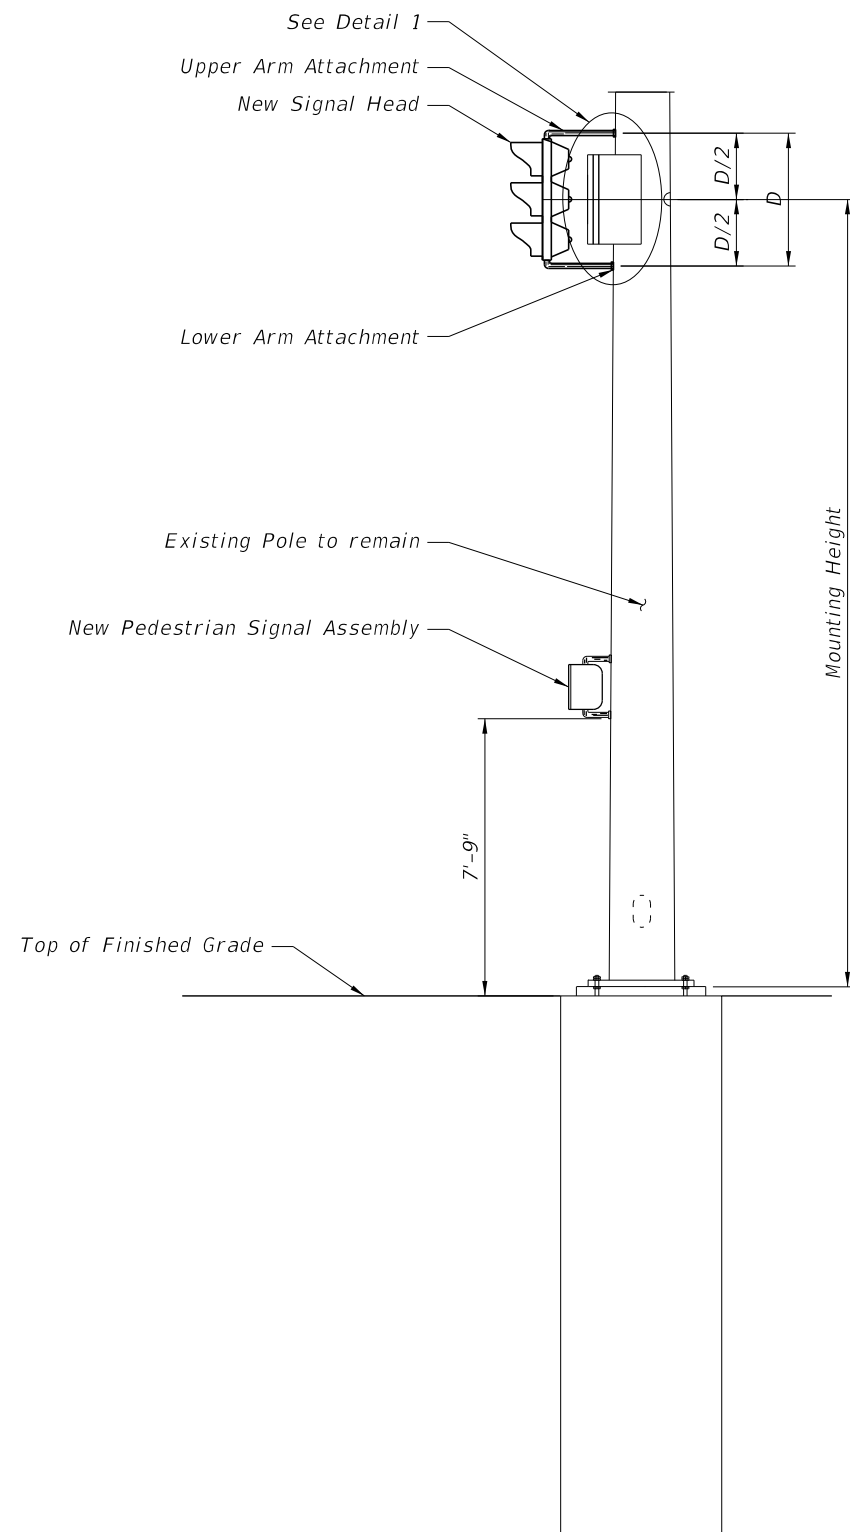 See Detail 1
Upper Arm Attachment
New Signal Head
D/2
D
D/2
Lower Arm Attachment
Existing Pole to remain
Mounting Height
New Pedestrian Signal Assembly
7'-9"
Top of Finished Grade